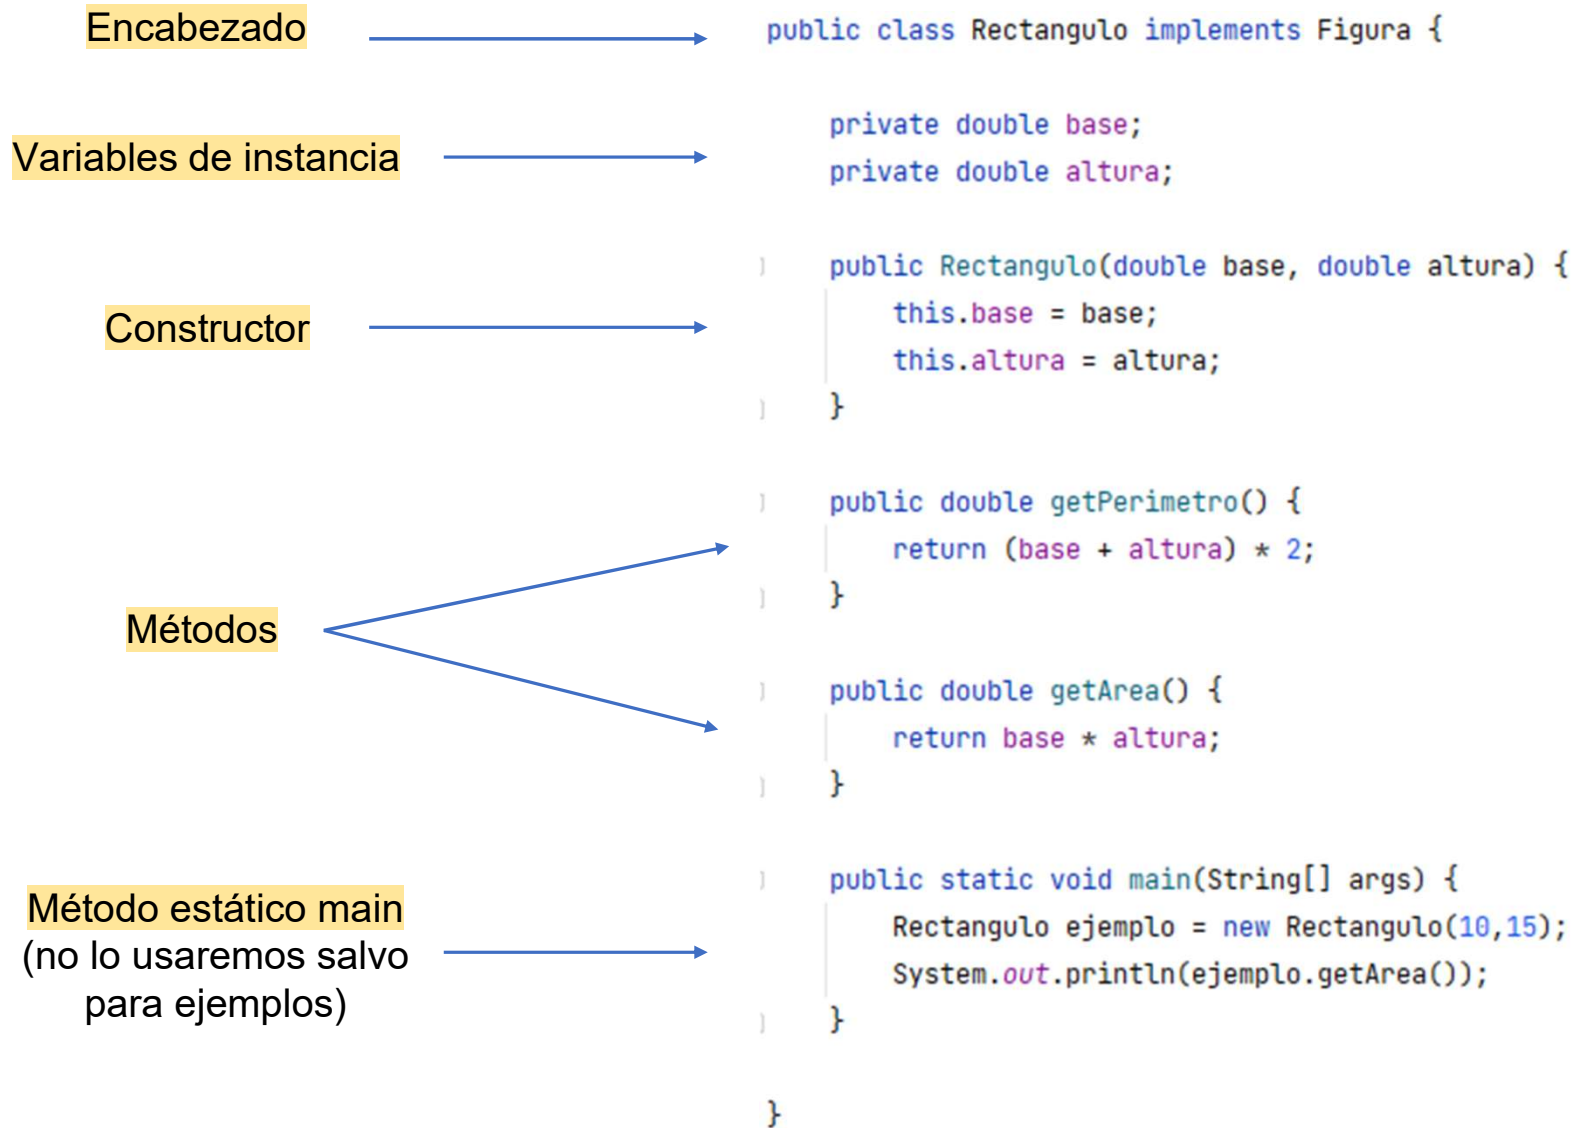 Encabezado
public class Rectangulo implements Figura {
Variables de instancia
private double base;
private double altura;
Constructor
public Rectangulo(double base, double altura) {
this.base = base;
this.altura = altura;
}
Métodos
public double getPerimetro() {
return (base + altura) * 2;
}
public double getArea() {
return base * altura;
}
Método estático main
(no lo usaremos salvo
para ejemplos)
public static void main(String[] args) {
Rectangulo ejemplo = new Rectangulo(10,15);
System.out.println(ejemplo.getArea());
}
}